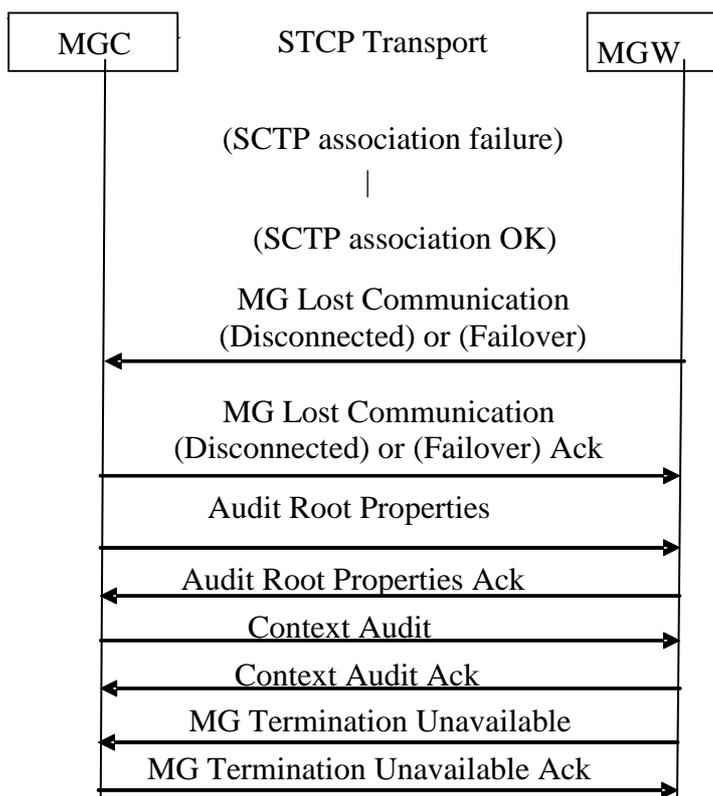 MGC
STCP Transport
MGW
(SCTP association failure)
|
(SCTP association OK)
MG Lost Communication
(Disconnected) or (Failover)
MG Lost Communication
(Disconnected) or (Failover) Ack
Audit Root Properties
Audit Root Properties Ack
Context Audit
Context Audit Ack
MG Termination Unavailable
MG Termination Unavailable Ack